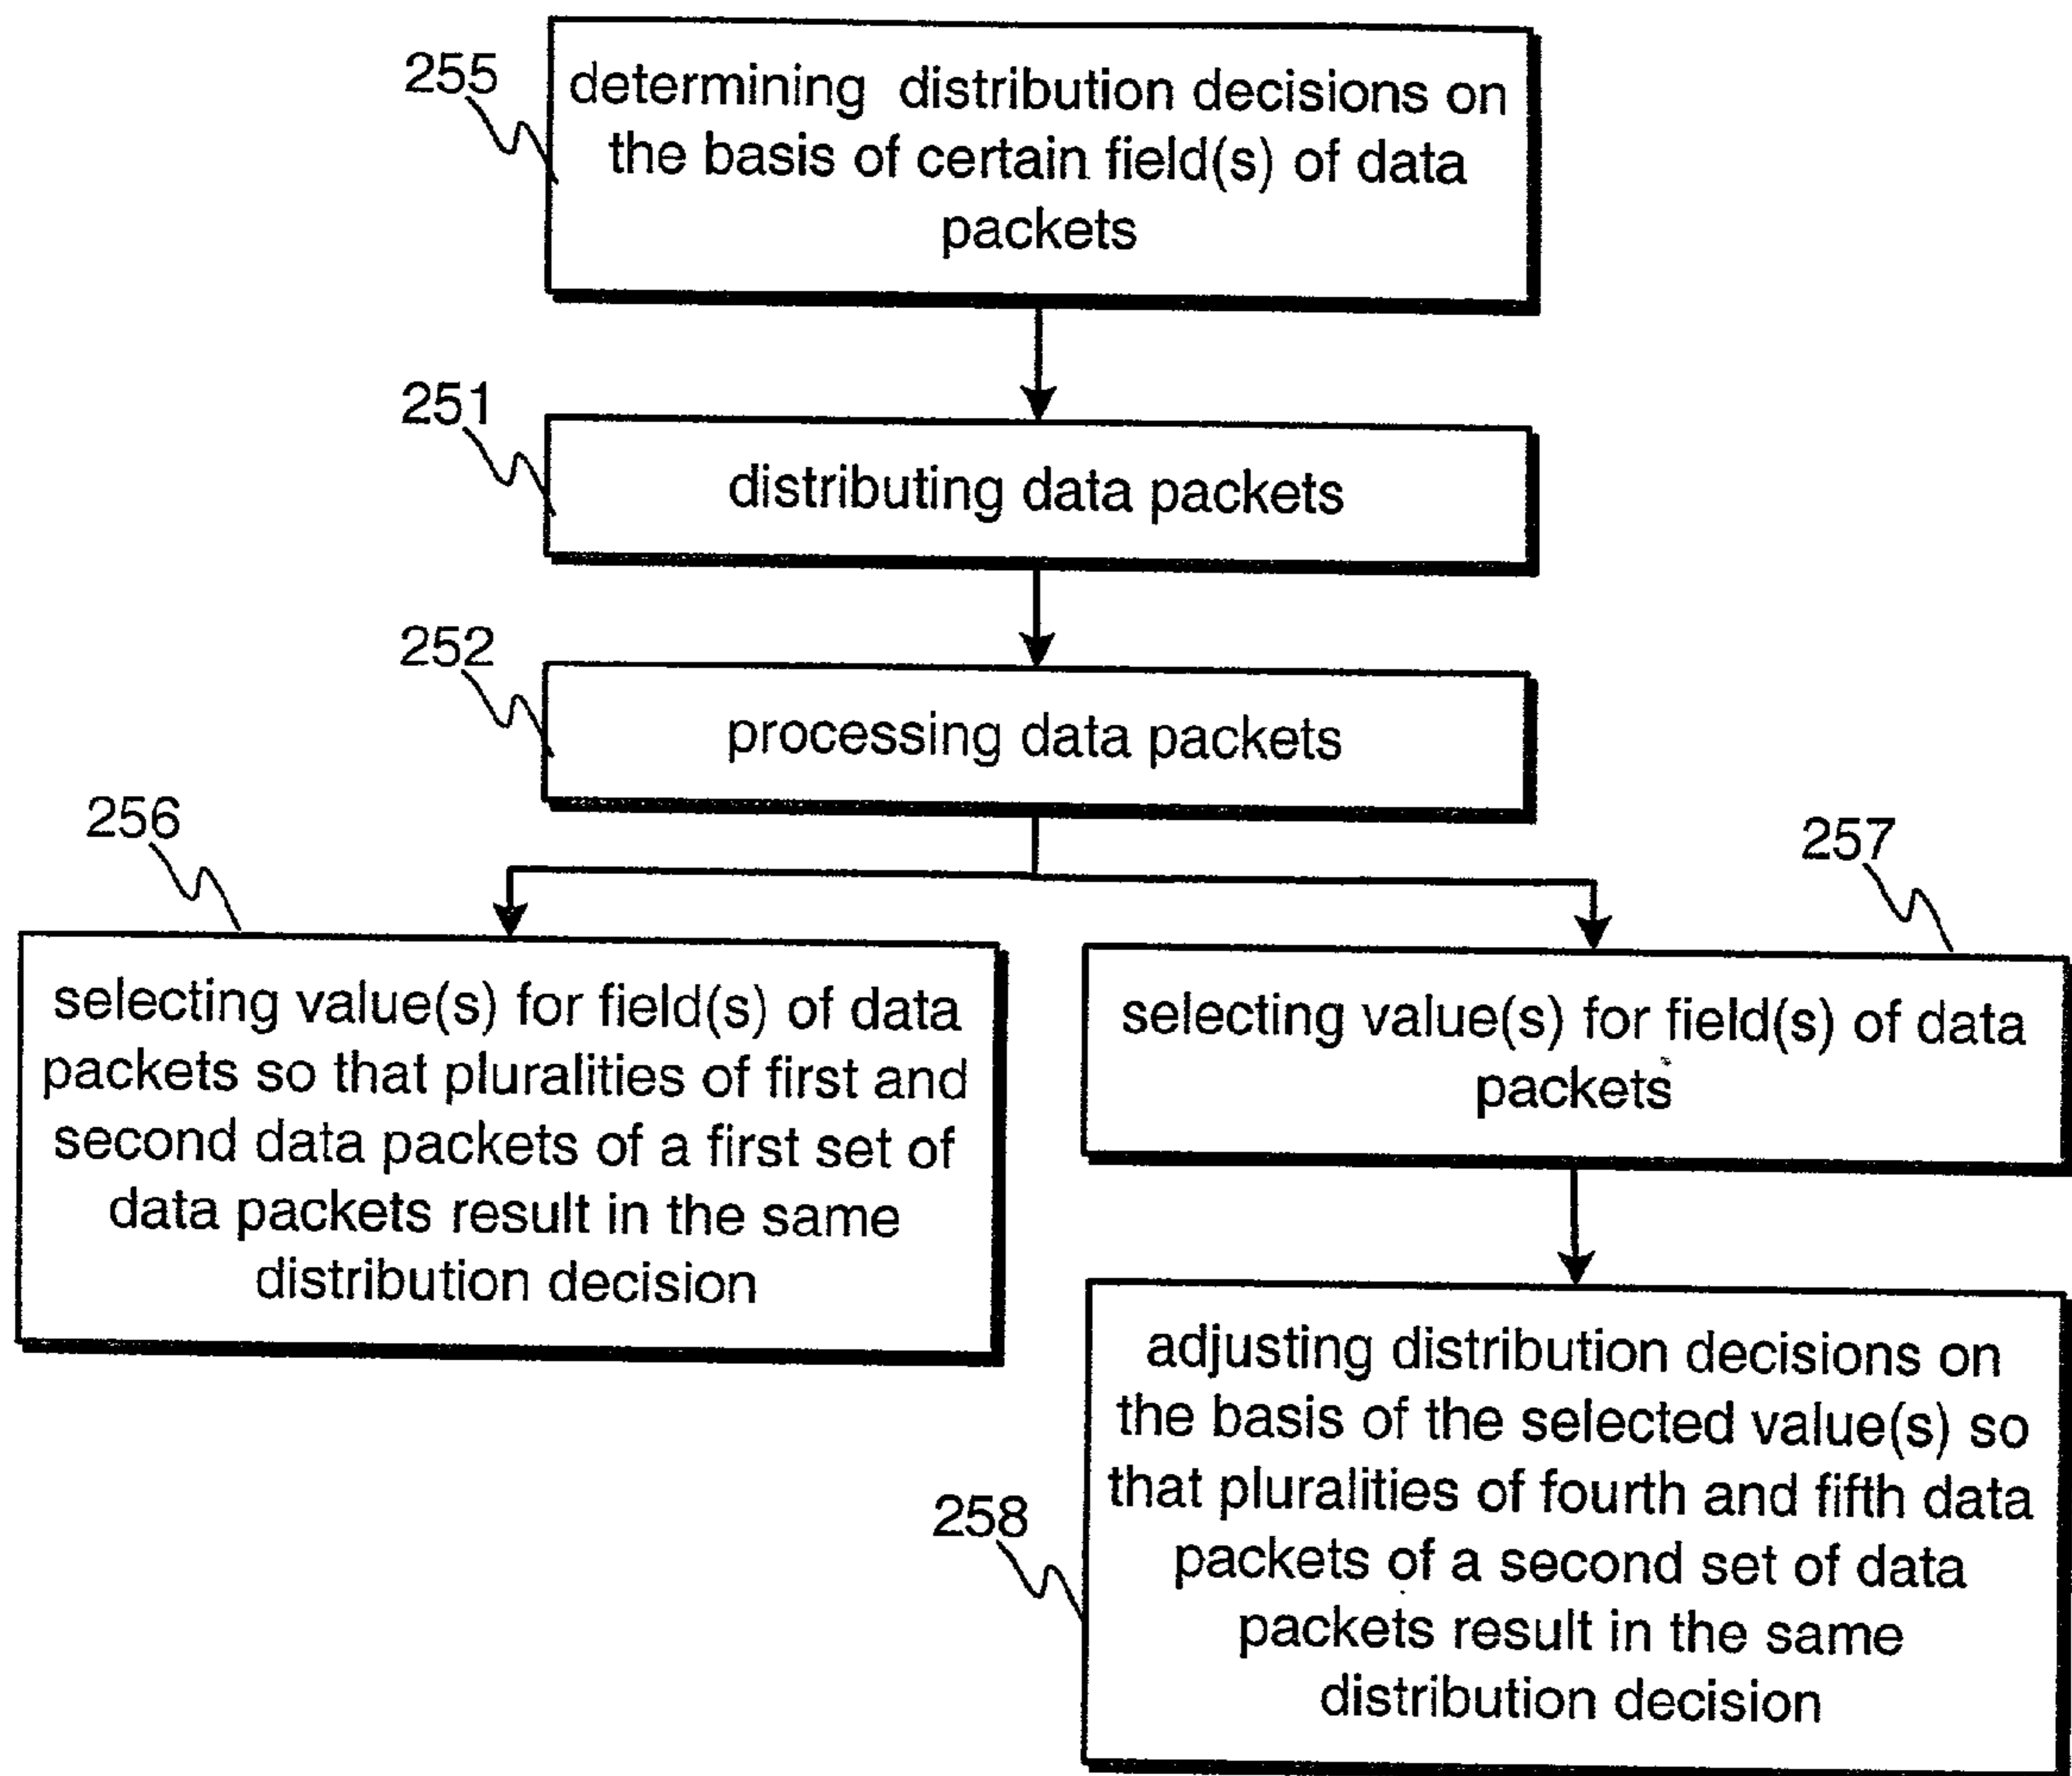 255
determining distribution decisions on
the basis of certain field(s) of data
packets
251
distributing data packets
252
processing data packets
256
selecting value(s) for field(s) of data
packets so that pluralities of first and
second data packets of a first set of
data packets result in the same
distribution decision
257
selecting value(s) for field(s) of data
packets
258
adjusting distribution decisions on
the basis of the selected value(s) so
that pluralities of fourth and fifth data
packets of a second set of data
packets result in the same
distribution decision